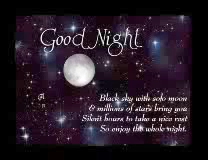 Good Night
Black sky with solo moon
& millions of stars bring you
Silent hours to take a nice rest
So enjoy the whole night.